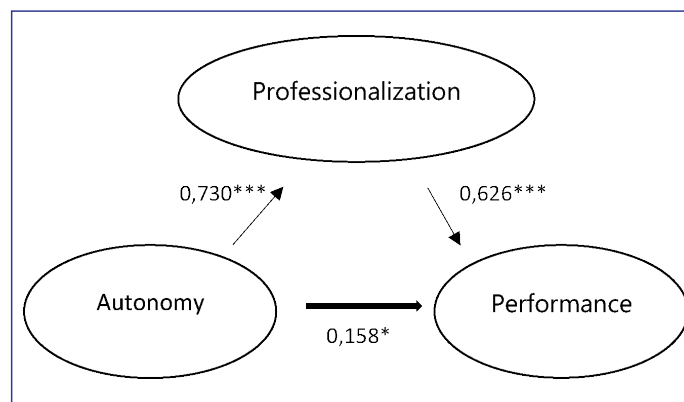 Professionalization
0,730***
0,626***
Autonomy
Performance
0,158*